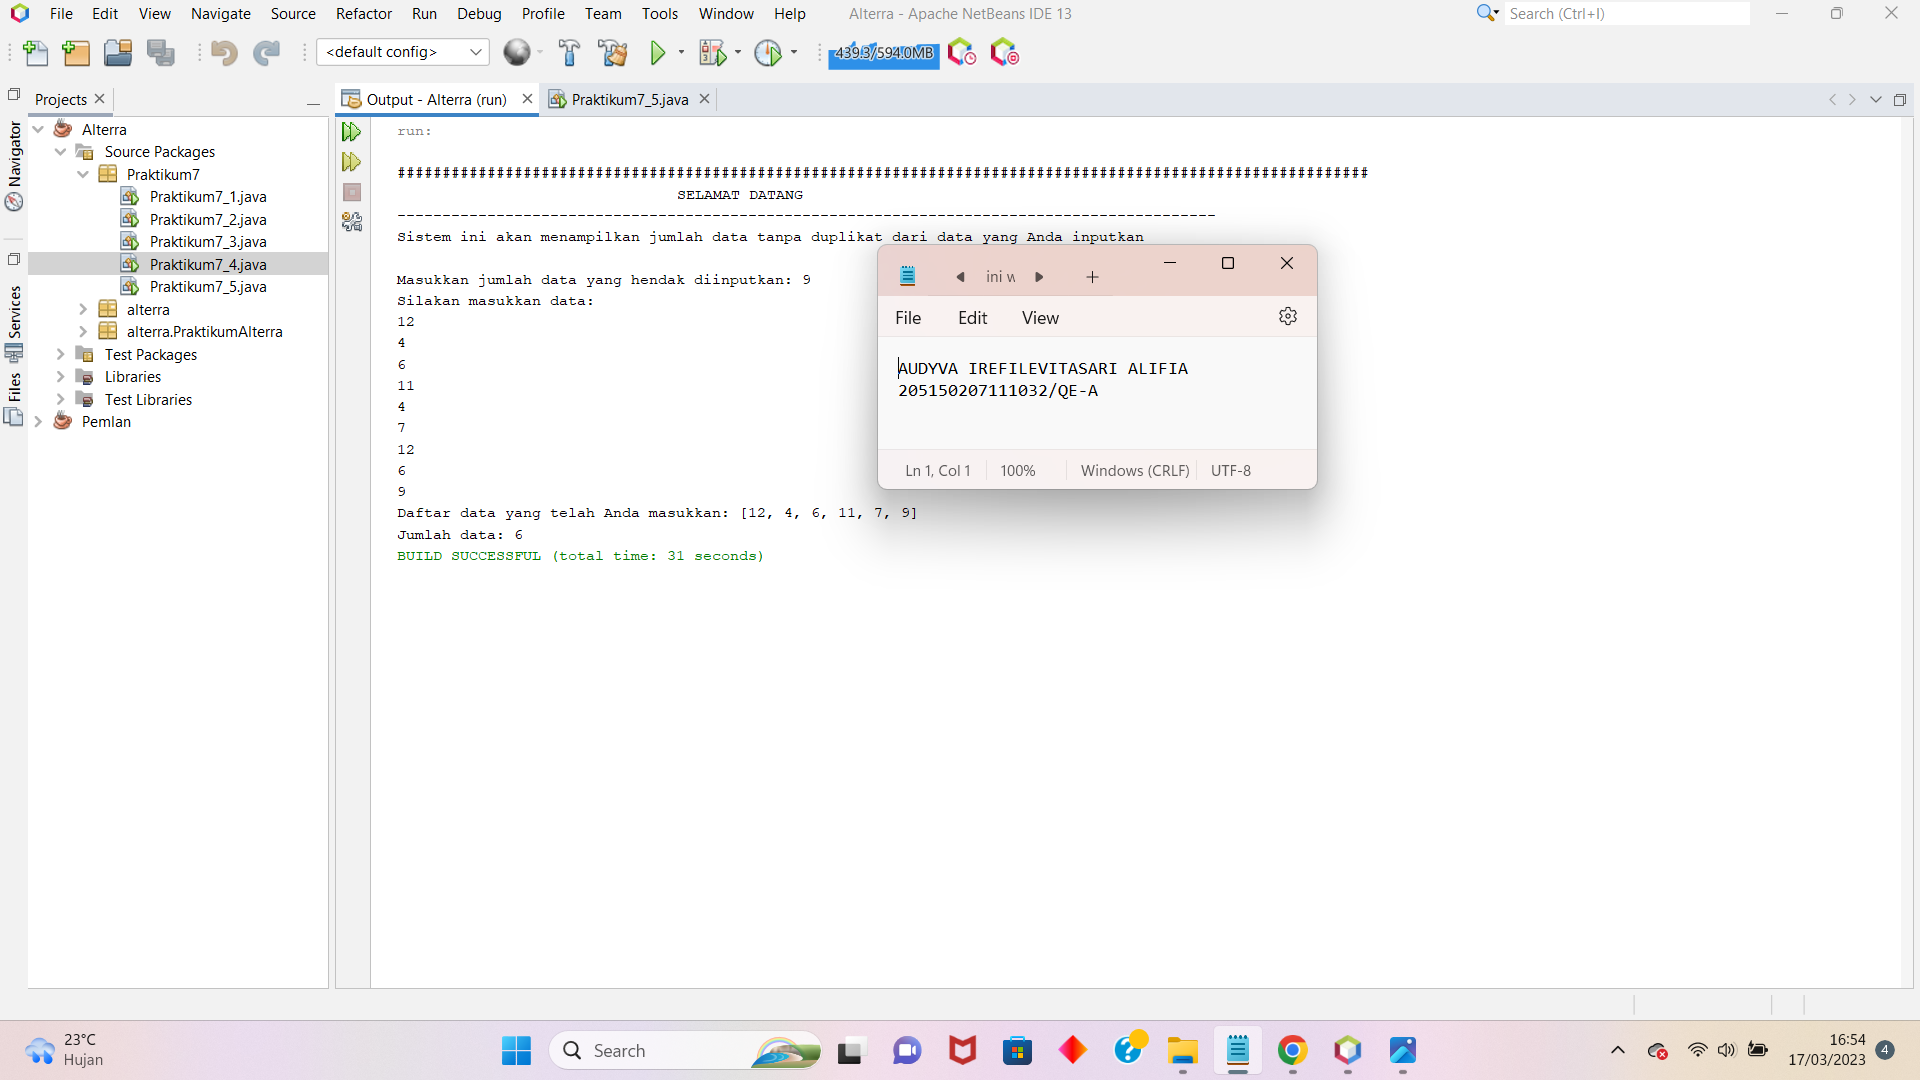 File Edit View Navigate Source Refactor Run Debug Profile Team Tools Window Help
Alterra - Apache NetBeans IDE 13
Search (Ctrl+I)
<default config>
439.3/594.0MB
Projects
Output - Alterra (run)
Praktikum7_5.java
Navigator
Services
Files
Alterra
Source Packages
Praktikum7
Praktikum7_1.java
Praktikum7_2.java
Praktikum7_3.java
Praktikum7_4.java
Praktikum7_5.java
alterra
alterra.PraktikumAlterra
Test Packages
Libraries
Test Libraries
Pemlan
run:
############################################################################################################
SELAMAT DATANG
-------------------------------------------------------------------------------------------
Sistem ini akan menampilkan jumlah data tanpa duplikat dari data yang Anda inputkan
Masukkan jumlah data yang hendak diinputkan: 9
Silakan masukkan data:
12
4
6
11
4
7
12
6
9
Daftar data yang telah Anda masukkan: [12, 4, 6, 11, 7, 9]
Jumlah data: 6
BUILD SUCCESSFUL (total time: 31 seconds)
ini w
File Edit View
AUDYVA IREFILEVITASARI ALIFIA
205150207111032/QE-A
Ln 1, Col 1 100% Windows (CRLF) UTF-8
23°C
Hujan
Search
16:54
17/03/2023
4